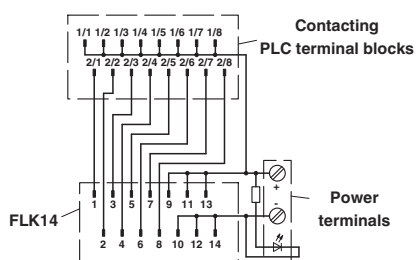 1/1 1/2 1/3 1/4 1/5 1/6 1/7 1/8
Contacting
PLC terminal blocks
2/1 2/2 2/3 2/4 2/5 2/6 2/7 2/8
+
-
Power
terminals
FLK14
1 3 5 7 9 11 13
2 4 6 8 10 12 14